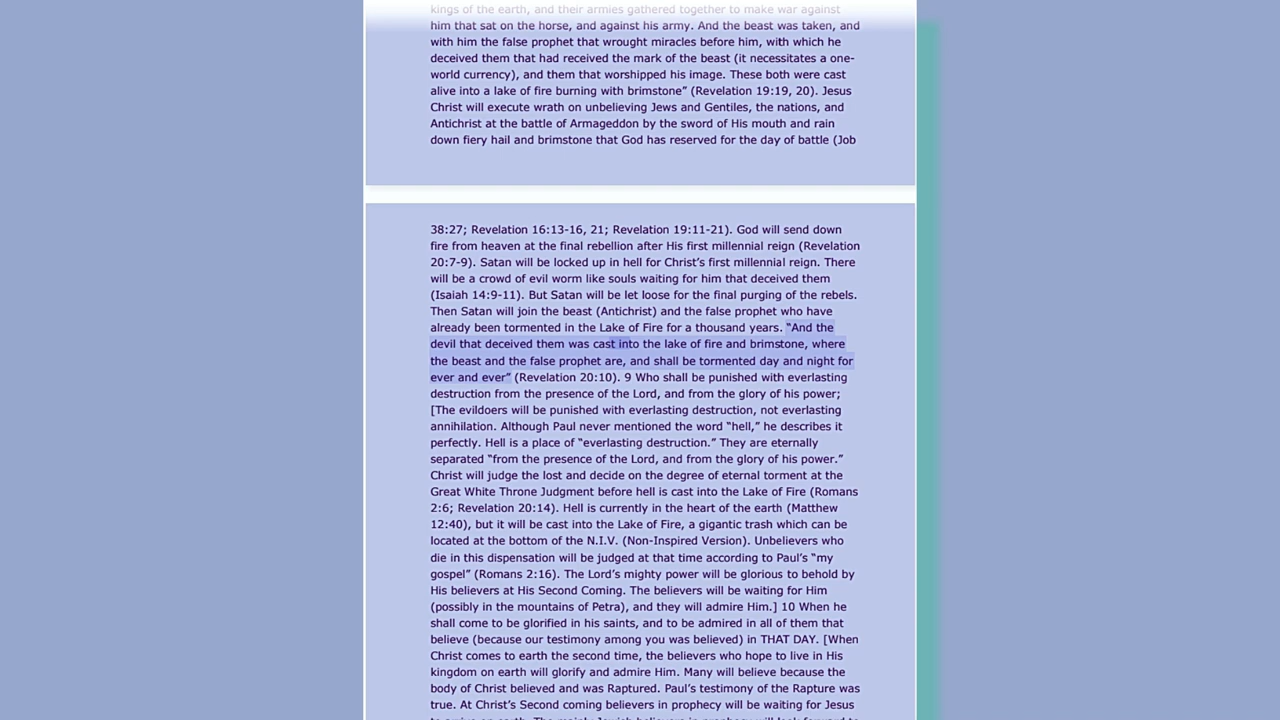 kings of the earth, and their armies gathered together to make war against
him that sat on the horse, and against his army. And the beast was taken, and
with him the false prophet that wrought miracles before him, with which he
deceived them that had received the mark of the beast (it necessitates a one-
world currency), and them that worshipped his image. These both were cast
alive into a lake of fire burning with brimstone” (Revelation 19:19, 20). Jesus
Christ will execute wrath on unbelieving Jews and Gentiles, the nations, and
Antichrist at the battle of Armageddon by the sword of His mouth and rain
down fiery hail and brimstone that God has reserved for the day of battle (Job
38:27; Revelation 16:13-16, 21; Revelation 19:11-21). God will send down
fire from heaven at the final rebellion after His first millennial reign (Revelation
20:7-9). Satan will be locked up in hell for Christ’s first millennial reign. There
will be a crowd of evil worm like souls waiting for him that deceived them
(Isaiah 14:9-11). But Satan will be let loose for the final purging of the rebels.
Then Satan will join the beast (Antichrist) and the false prophet who have
already been tormented in the Lake of Fire for a thousand years. “And the
devil that deceived them was cast into the lake of fire and brimstone, where
the beast and the false prophet are, and shall be tormented day and night for
ever and ever” (Revelation 20:10). 9 Who shall be punished with everlasting
destruction from the presence of the Lord, and from the glory of his power;
[The evildoers will be punished with everlasting destruction, not everlasting
annihilation. Although Paul never mentioned the word “hell,” he describes it
perfectly. Hell is a place of “everlasting destruction.” They are eternally
separated “from the presence of the Lord, and from the glory of his power.”
Christ will judge the lost and decide on the degree of eternal torment at the
Great White Throne Judgment before hell is cast into the Lake of Fire (Romans
2:6; Revelation 20:14). Hell is currently in the heart of the earth (Matthew
12:40), but it will be cast into the Lake of Fire, a gigantic trash which can be
located at the bottom of the N.I.V. (Non-Inspired Version). Unbelievers who
die in this dispensation will be judged at that time according to Paul’s “my
gospel” (Romans 2:16). The Lord’s mighty power will be glorious to behold by
His believers at His Second Coming. The believers will be waiting for Him
(possibly in the mountains of Petra), and they will admire Him.] 10 When he
shall come to be glorified in his saints, and to be admired in all of them that
believe (because our testimony among you was believed) in THAT DAY. [When
Christ comes to earth the second time, the believers who hope to live in His
kingdom on earth will glorify and admire Him. Many will believe because the
body of Christ believed and was Raptured. Paul’s testimony of the Rapture was
true. At Christ’s Second coming believers in prophecy will be waiting for Jesus